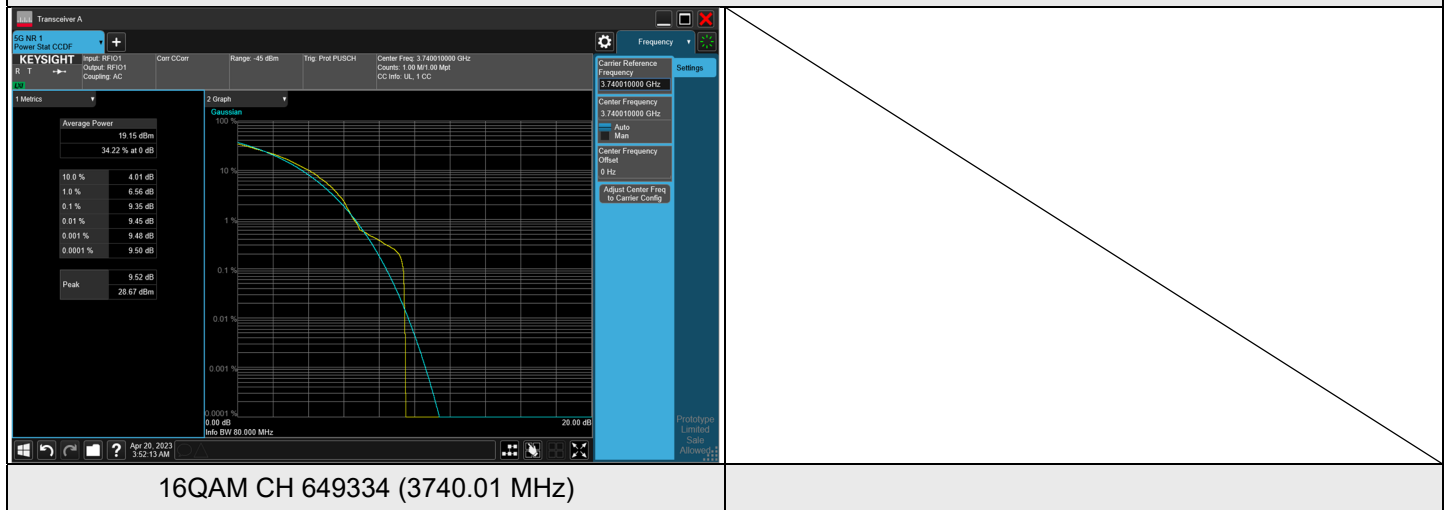 Transceiver A
5G NR 1
Power Stat CCDF
+
Frequency
KEYSIGHT
R T
LXI
Input: RFIO1
Output: RFIO1
Coupling: AC
Corr CCorr
Range: -45 dBm
Trig: Prot PUSCH
Center Freq: 3.740010000 GHz
Counts: 1.00 M/1.00 Mpt
CC Info: UL, 1 CC
Carrier Reference
Frequency
3.740010000 GHz
Settings
Center Frequency
3.740010000 GHz
Auto
Man
Center Frequency
Offset
0 Hz
Adjust Center Freq
to Carrier Config
1 Metrics
Average Power
19.15 dBm
34.22 % at 0 dB
10.0 % 4.01 dB
1.0 % 6.56 dB
0.1 % 9.35 dB
0.01 % 9.45 dB
0.001 % 9.48 dB
0.0001 % 9.50 dB
Peak
9.52 dB
28.67 dBm
2 Graph
Gaussian
100 %
10 %
1 %
0.1 %
0.01 %
0.001 %
0.0001 %
0.00 dB 20.00 dB
Info BW 80.000 MHz
Prototype
Limited
Sale
Allowed
?
Apr 20, 2023
3:52:13 AM
16QAM CH 649334 (3740.01 MHz)